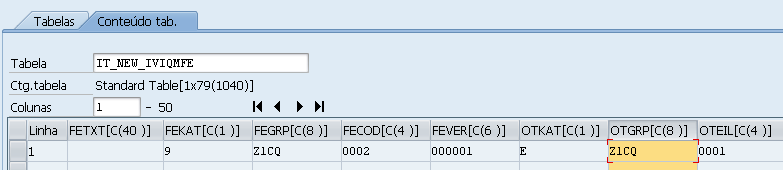 Tabelas Conteúdo tab.
Tabela IT_NEW_IVIQMFE
Ctg.tabela Standard Table[1x79(1040)]
Colunas 1 - 50
Linha FETXT[C(40 )] FEKAT[C(1 )] FEGRP[C(8 )] FECOD[C(4 )] FEVER[C(6 )] OTKAT[C(1 )] OTGRP[C(8 )] OTEIL[C(4 )]
1 9 Z1CQ 0002 000001 E Z1CQ 0001